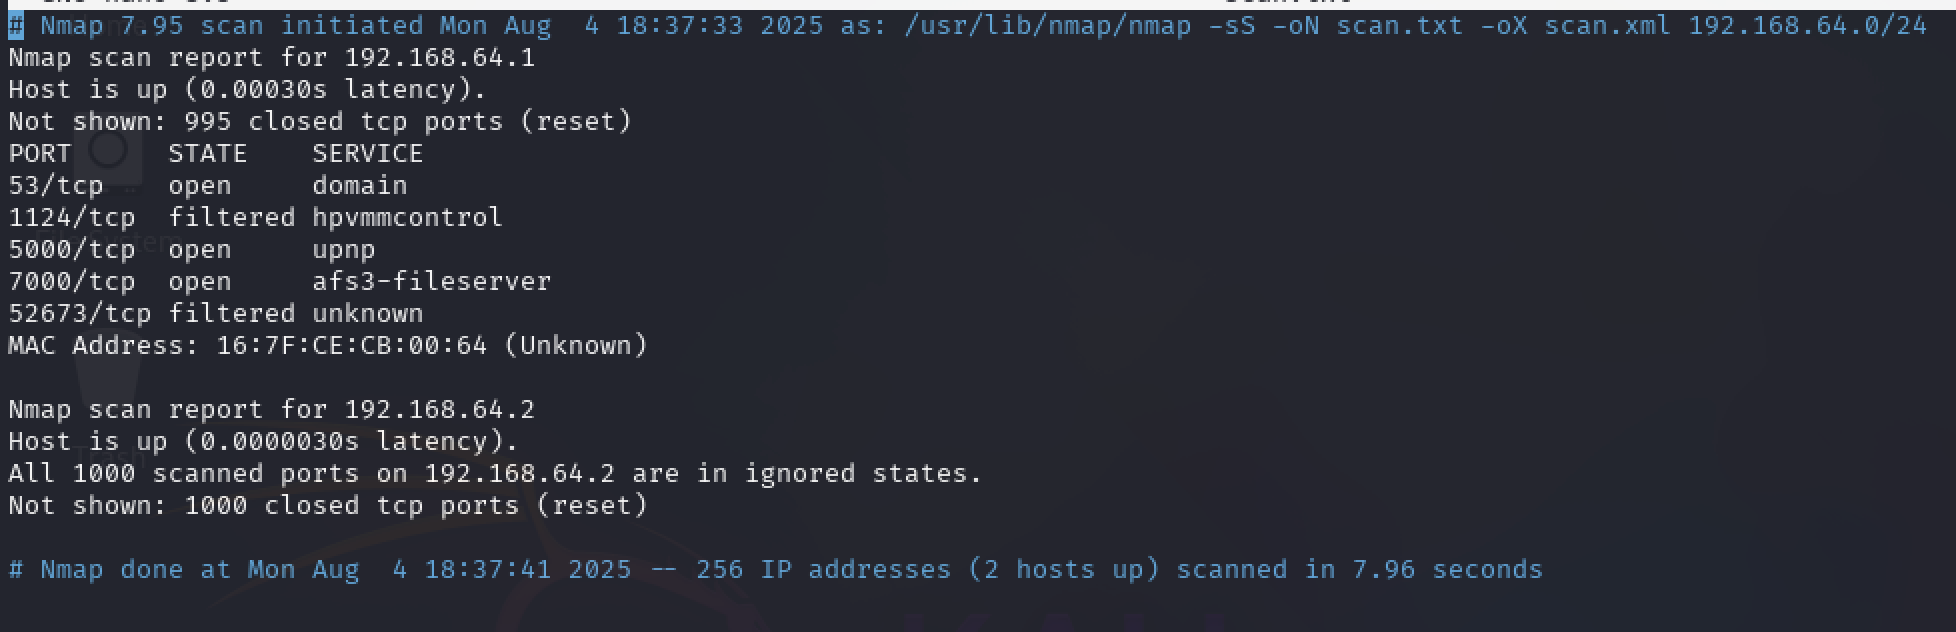 # Nmap 7.95 scan initiated Mon Aug  4 18:37:33 2025 as: /usr/lib/nmap/nmap -sS -oN scan.txt -oX scan.xml 192.168.64.0/24
Nmap scan report for 192.168.64.1
Host is up (0.00030s latency).
Not shown: 995 closed tcp ports (reset)
PORT      STATE    SERVICE
53/tcp    open     domain
1124/tcp  filtered hpvmmcontrol
5000/tcp  open     upnp
7000/tcp  open     afs3-fileserver
52673/tcp filtered unknown
MAC Address: 16:7F:CE:CB:00:64 (Unknown)

Nmap scan report for 192.168.64.2
Host is up (0.0000030s latency).
All 1000 scanned ports on 192.168.64.2 are in ignored states.
Not shown: 1000 closed tcp ports (reset)

# Nmap done at Mon Aug  4 18:37:41 2025 -- 256 IP addresses (2 hosts up) scanned in 7.96 seconds